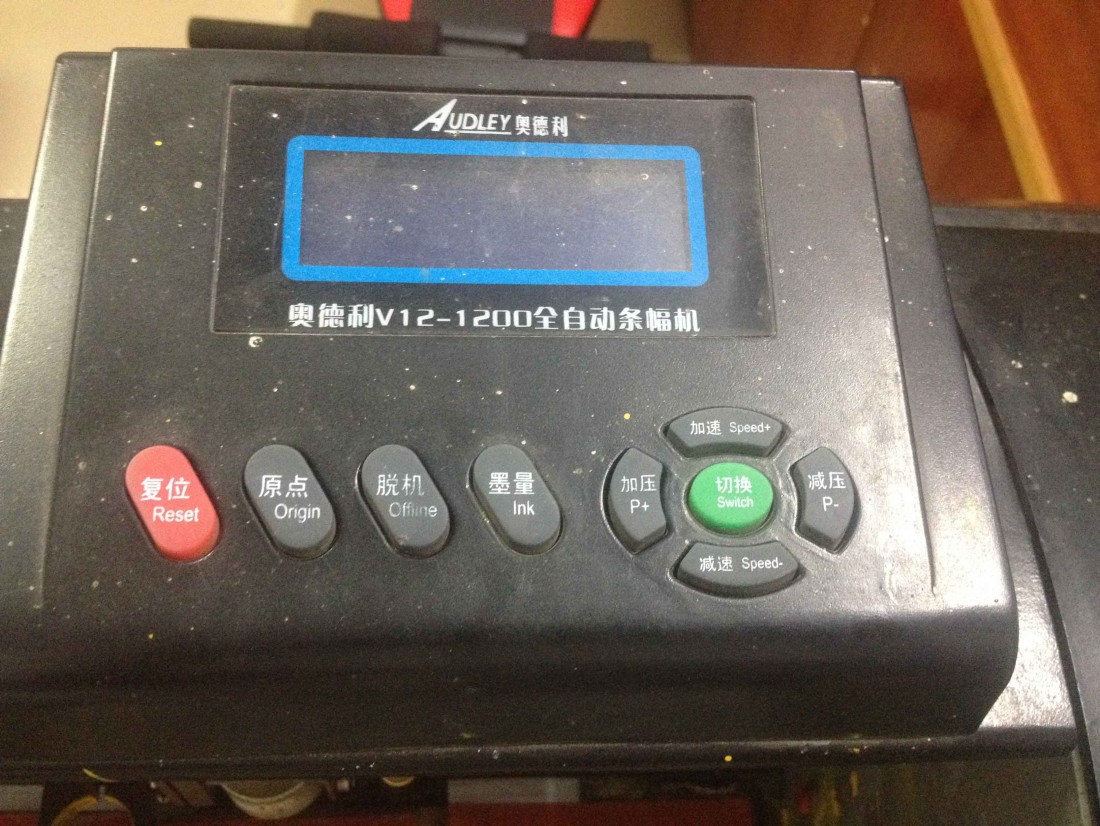 AUDLEY奥德利
奥德利V12-1200全自动条幅机
复位
Reset
原点
Origin
脱机
Offline
墨量
Ink
加速 Speed+
加压
P+
切换
Switch
减压
P-
减速 Speed-